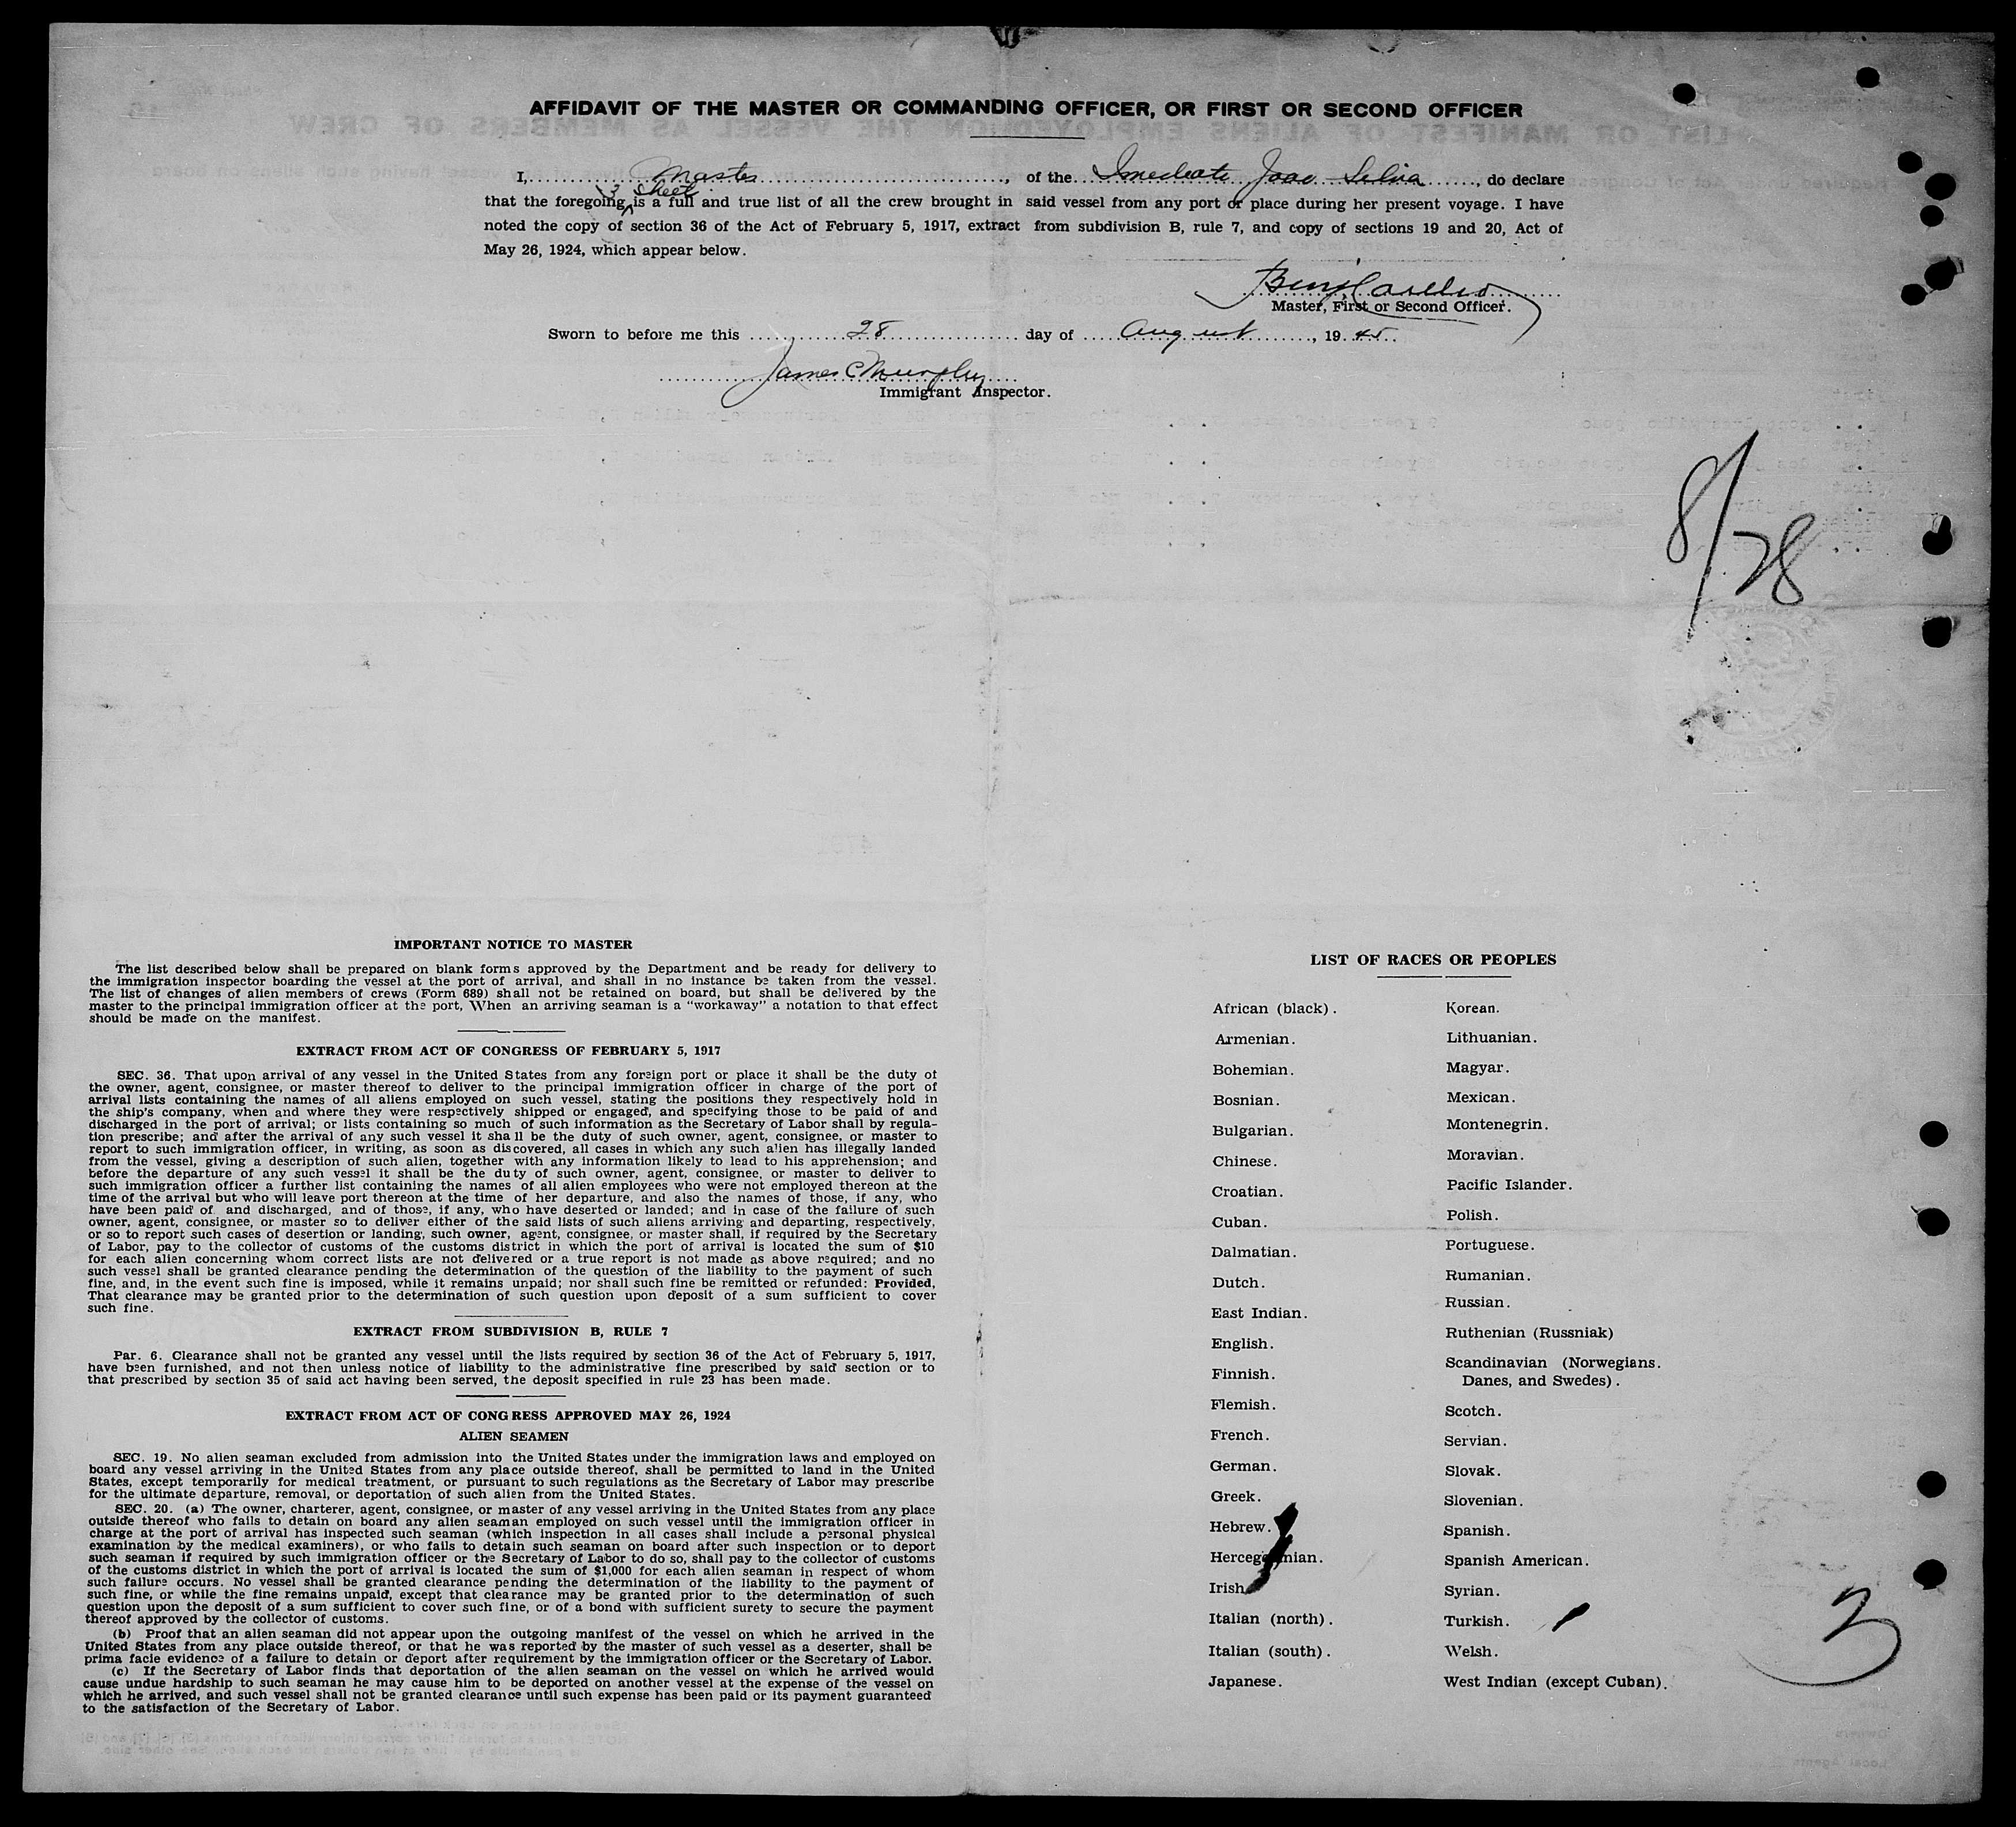 AFFIDAVIT OF THE MASTER OR COMMANDING OFFICER, OR FIRST OR SECOND OFFICER
I, Master, of the Imediato Joao Silva, do declare
3 sheets
that the foregoing is a full and true list of all the crew brought in said vessel from any port or place during her present voyage. I have
noted the copy of section 36 of the Act of February 5, 1917, extract from subdivision B, rule 7, and copy of sections 19 and 20, Act of
May 26, 1924, which appear below.
Master, First or Second Officer.
Sworn to before me this 28 day of August, 1945.
James C Murphy
Immigrant Inspector.
8/28
IMPORTANT NOTICE TO MASTER
The list described below shall be prepared on blank forms approved by the Department and be ready for delivery to
the immigration inspector boarding the vessel at the port of arrival, and shall in no instance be taken from the vessel.
The list of changes of alien members of crews (Form 689) shall not be retained on board, but shall be delivered by the
master to the principal immigration officer at the port, When an arriving seaman is a "workaway" a notation to that effect
should be made on the manifest.
EXTRACT FROM ACT OF CONGRESS OF FEBRUARY 5, 1917
SEC. 36. That upon arrival of any vessel in the United States from any foreign port or place it shall be the duty of
the owner, agent, consignee, or master thereof to deliver to the principal immigration officer in charge of the port of
arrival lists containing the names of all aliens employed on such vessel, stating the positions they respectively hold in
the ship's company, when and where they were respectively shipped or engaged, and specifying those to be paid of and
discharged in the port of arrival; or lists containing so much of such information as the Secretary of Labor shall by regula-
tion prescribe; and after the arrival of any such vessel it shall be the duty of such owner, agent, consignee, or master to
report to such immigration officer, in writing, as soon as discovered, all cases in which any such alien has illegally landed
from the vessel, giving a description of such alien, together with any information likely to lead to his apprehension; and
before the departure of any such vessel it shall be the duty of such owner, agent, consignee, or master to deliver to
such immigration officer a further list containing the names of all alien employees who were not employed thereon at the
time of the arrival but who will leave port thereon at the time of her departure, and also the names of those, if any, who
have been paid of and discharged, and of those, if any, who have deserted or landed; and in case of the failure of such
owner, agent, consignee, or master so to deliver either of the said lists of such aliens arriving and departing, respectively,
or so to report such cases of desertion or landing, such owner, agent, consignee, or master shall, if required by the Secretary
of Labor, pay to the collector of customs of the customs district in which the port of arrival is located the sum of $10
for each alien concerning whom correct lists are not delivered or a true report is not made as above required; and no
such vessel shall be granted clearance pending the determination of the question of the liability to the payment of such
fine, and, in the event such fine is imposed, while it remains unpaid; nor shall such fine be remitted or refunded: Provided,
That clearance may be granted prior to the determination of such question upon deposit of a sum sufficient to cover
such fine.
EXTRACT FROM SUBDIVISION B, RULE 7
Par. 6. Clearance shall not be granted any vessel until the lists required by section 36 of the Act of February 5, 1917,
have been furnished, and not then unless notice of liability to the administrative fine prescribed by said section or to
that prescribed by section 35 of said act having been served, the deposit specified in rule 23 has been made.
EXTRACT FROM ACT OF CONGRESS APPROVED MAY 26, 1924
ALIEN SEAMEN
SEC. 19. No alien seaman excluded from admission into the United States under the immigration laws and employed on
board any vessel arriving in the United States from any place outside thereof, shall be permitted to land in the United
States, except temporarily for medical treatment, or pursuant to such regulations as the Secretary of Labor may prescribe
for the ultimate departure, removal, or deportation of such alien from the United States.
SEC. 20. (a) The owner, charterer, agent, consignee, or master of any vessel arriving in the United States from any place
outside thereof who fails to detain on board any alien seaman employed on such vessel until the immigration officer in
charge at the port of arrival has inspected such seaman (which inspection in all cases shall include a personal physical
examination by the medical examiners), or who fails to detain such seaman on board after such inspection or to deport
such seaman if required by such immigration officer or the Secretary of Labor to do so, shall pay to the collector of customs
of the customs district in which the port of arrival is located the sum of $1,000 for each alien seaman in respect of whom
such failure occurs. No vessel shall be granted clearance pending the determination of the liability to the payment of
such fine, or while the fine remains unpaid, except that clearance may be granted prior to the determination of such
question upon the deposit of a sum sufficient to cover such fine, or of a bond with sufficient surety to secure the payment
thereof approved by the collector of customs.
(b) Proof that an alien seaman did not appear upon the outgoing manifest of the vessel on which he arrived in the
United States from any place outside thereof, or that he was reported by the master of such vessel as a deserter, shall be
prima facie evidence of a failure to detain or deport after requirement by the immigration officer or the Secretary of Labor.
(c) If the Secretary of Labor finds that deportation of the alien seaman on the vessel on which he arrived would
cause undue hardship to such seaman he may cause him to be deported on another vessel at the expense of the vessel on
which he arrived, and such vessel shall not be granted clearance until such expense has been paid or its payment guaranteed
to the satisfaction of the Secretary of Labor.
LIST OF RACES OR PEOPLES
African (black).
Armenian.
Bohemian.
Bosnian.
Bulgarian.
Chinese.
Croatian.
Cuban.
Dalmatian.
Dutch.
East Indian.
English.
Finnish.
Flemish.
French.
German.
Greek.
Hebrew.
Hercegovinian.
Irish
Italian (north).
Italian (south).
Japanese.
Korean.
Lithuanian.
Magyar.
Mexican.
Montenegrin.
Moravian.
Pacific Islander.
Polish.
Portuguese.
Rumanian.
Russian.
Ruthenian (Russniak)
Scandinavian (Norwegians.
Danes, and Swedes).
Scotch.
Servian.
Slovak.
Slovenian.
Spanish.
Spanish American.
Syrian.
Turkish.
Welsh.
West Indian (except Cuban).
3